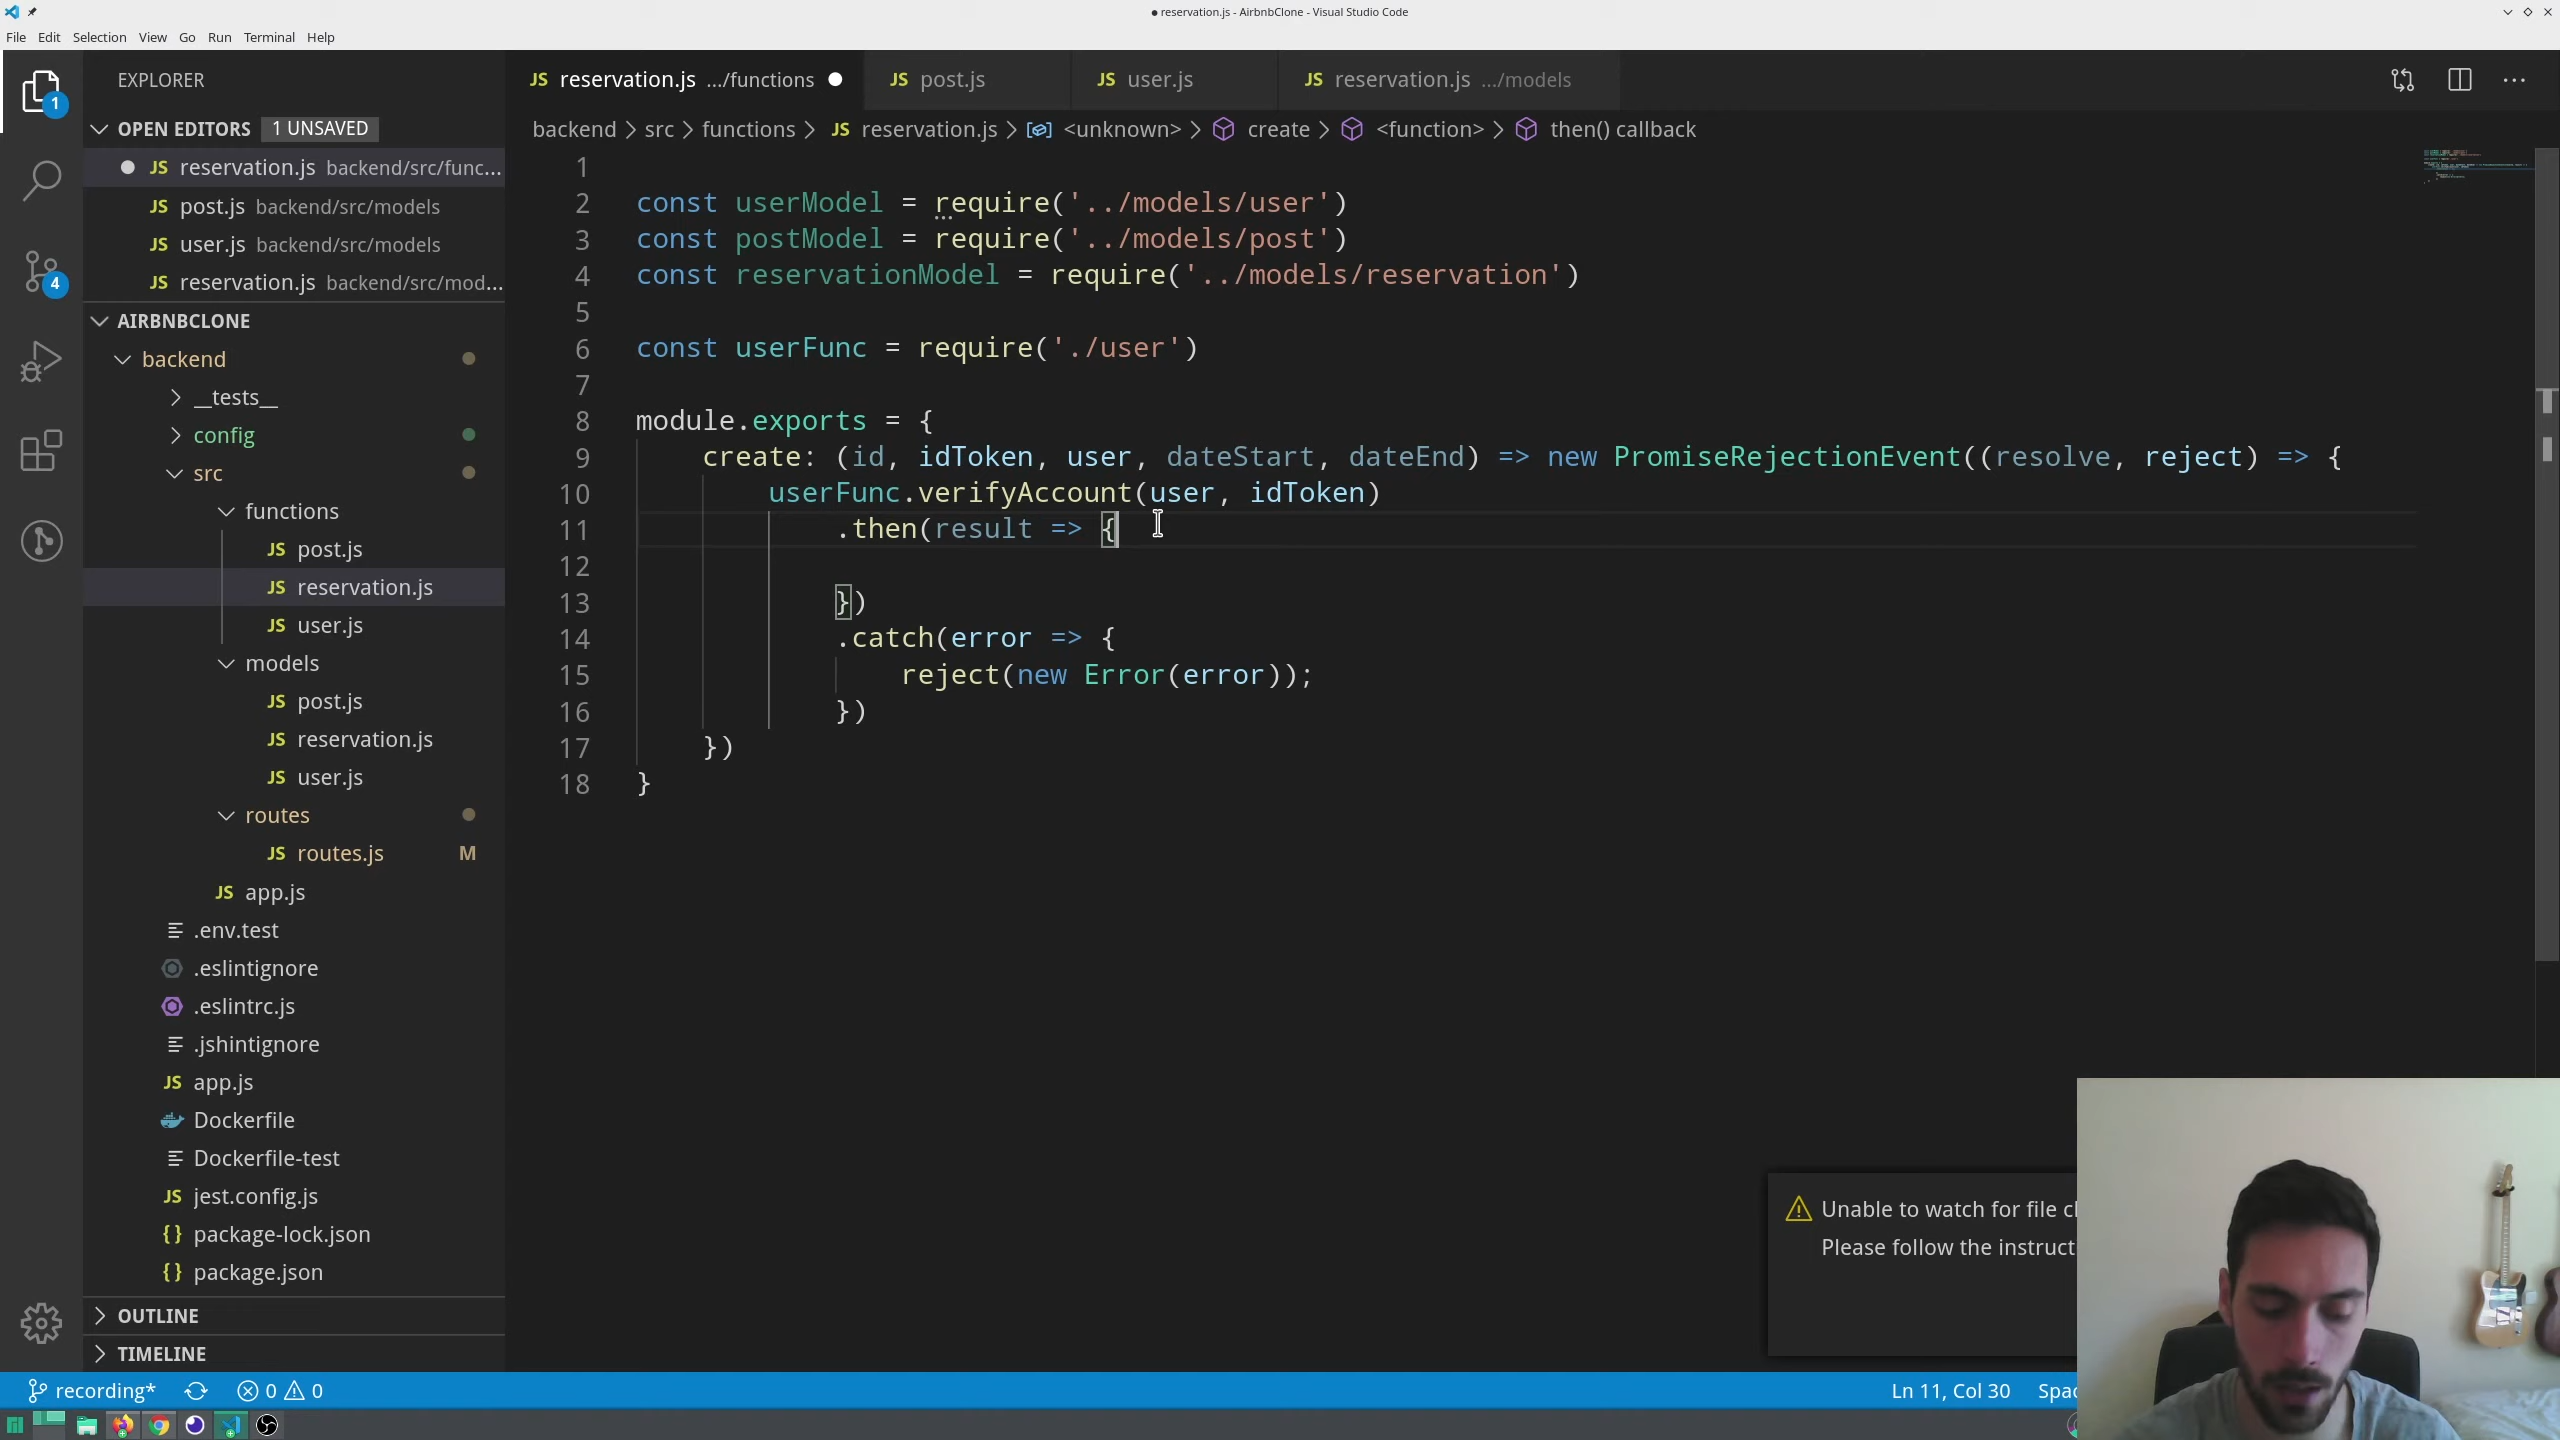 ● reservation.js - AirbnbClone - Visual Studio Code
File Edit Selection View Go Run Terminal Help
EXPLORER
OPEN EDITORS 1 UNSAVED
reservation.js backend/src/func...
post.js backend/src/models
user.js backend/src/models
reservation.js backend/src/mod...
AIRBNBCLONE
backend
__tests__
config
src
functions
JS post.js
JS reservation.js
JS user.js
models
JS post.js
JS reservation.js
JS user.js
routes
JS routes.js M
JS app.js
.env.test
.eslintignore
.eslintrc.js
.jshintignore
JS app.js
Dockerfile
Dockerfile-test
JS jest.config.js
{} package-lock.json
{} package.json
OUTLINE
TIMELINE
1
4
JS reservation.js .../functions ●
JS post.js
JS user.js
JS reservation.js .../models
backend > src > functions > JS reservation.js > <unknown> > create > <function> > then() callback
1
2 const userModel = require('../models/user')
3 const postModel = require('../models/post')
4 const reservationModel = require('../models/reservation')
5
6 const userFunc = require('./user')
7
8 module.exports = {
9 create: (id, idToken, user, dateStart, dateEnd) => new PromiseRejectionEvent((resolve, reject) => {
10 userFunc.verifyAccount(user, idToken)
11 .then(result => {
12
13 })
14 .catch(error => {
15 reject(new Error(error));
16 })
17 })
18 }
Unable to watch for file
Please follow the
recording* 0 0
Ln 11, Col 30